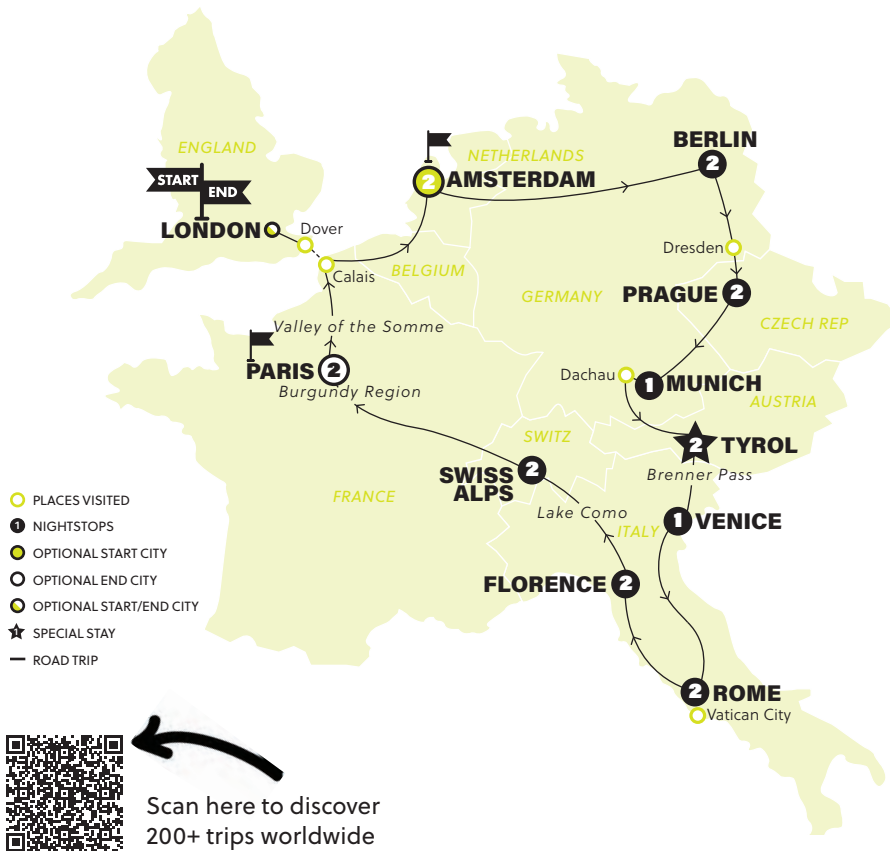 ENGLAND
START
END
LONDON
Dover
Calais
2
AMSTERDAM
NETHERLANDS
BELGIUM
BERLIN
2
Dresden
GERMANY
PRAGUE
2
CZECH REP
Valley of the Somme
PARIS
2
Burgundy Region
Dachau
1
MUNICH
AUSTRIA
2
TYROL
Brenner Pass
SWITZ
SWISS
ALPS
2
FRANCE
Lake Como
ITALY
1
VENICE
FLORENCE
2
2
ROME
Vatican City
PLACES VISITED
1
NIGHTSTOPS
OPTIONAL START CITY
OPTIONAL END CITY
OPTIONAL START/END CITY
1
SPECIAL STAY
ROAD TRIP
Scan here to discover
200+ trips worldwide